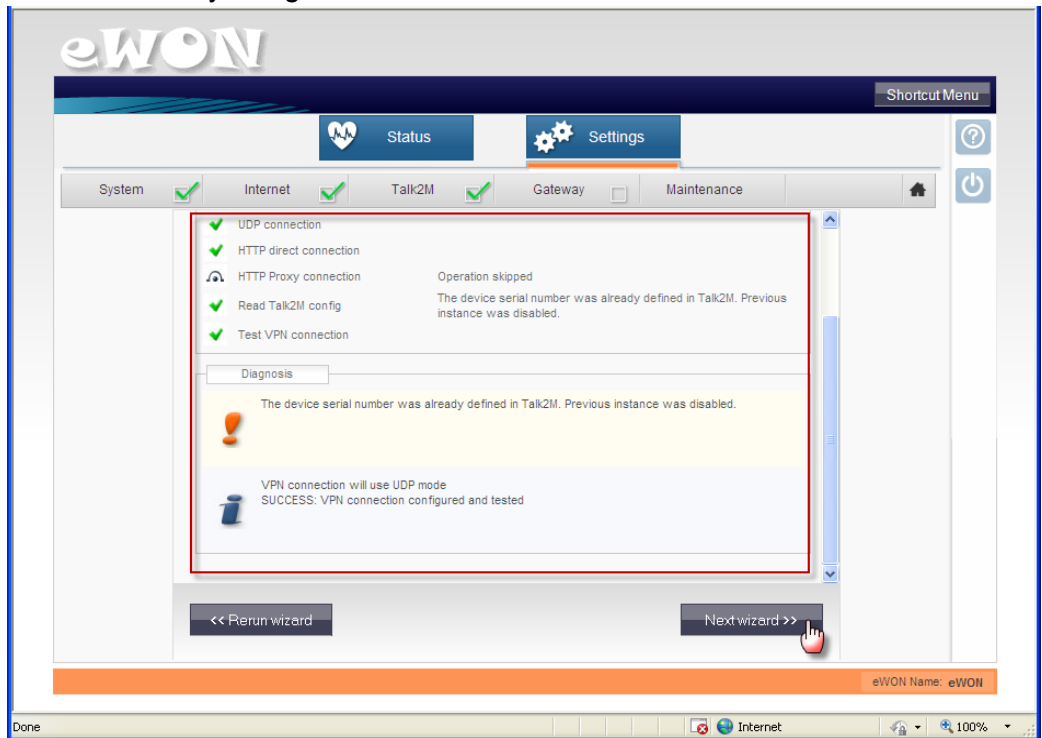 eWON
Shortcut Menu
Status
Settings
System
Internet
Talk2M
Gateway
Maintenance
UDP connection
HTTP direct connection
HTTP Proxy connection
Operation skipped
Read Talk2M config
The device serial number was already defined in Talk2M. Previous
instance was disabled.
Test VPN connection
Diagnosis
The device serial number was already defined in Talk2M. Previous instance was disabled.
VPN connection will use UDP mode
SUCCESS: VPN connection configured and tested
<< Rerun wizard
Next wizard >>
eWON Name: eWON
Done
Internet
100%